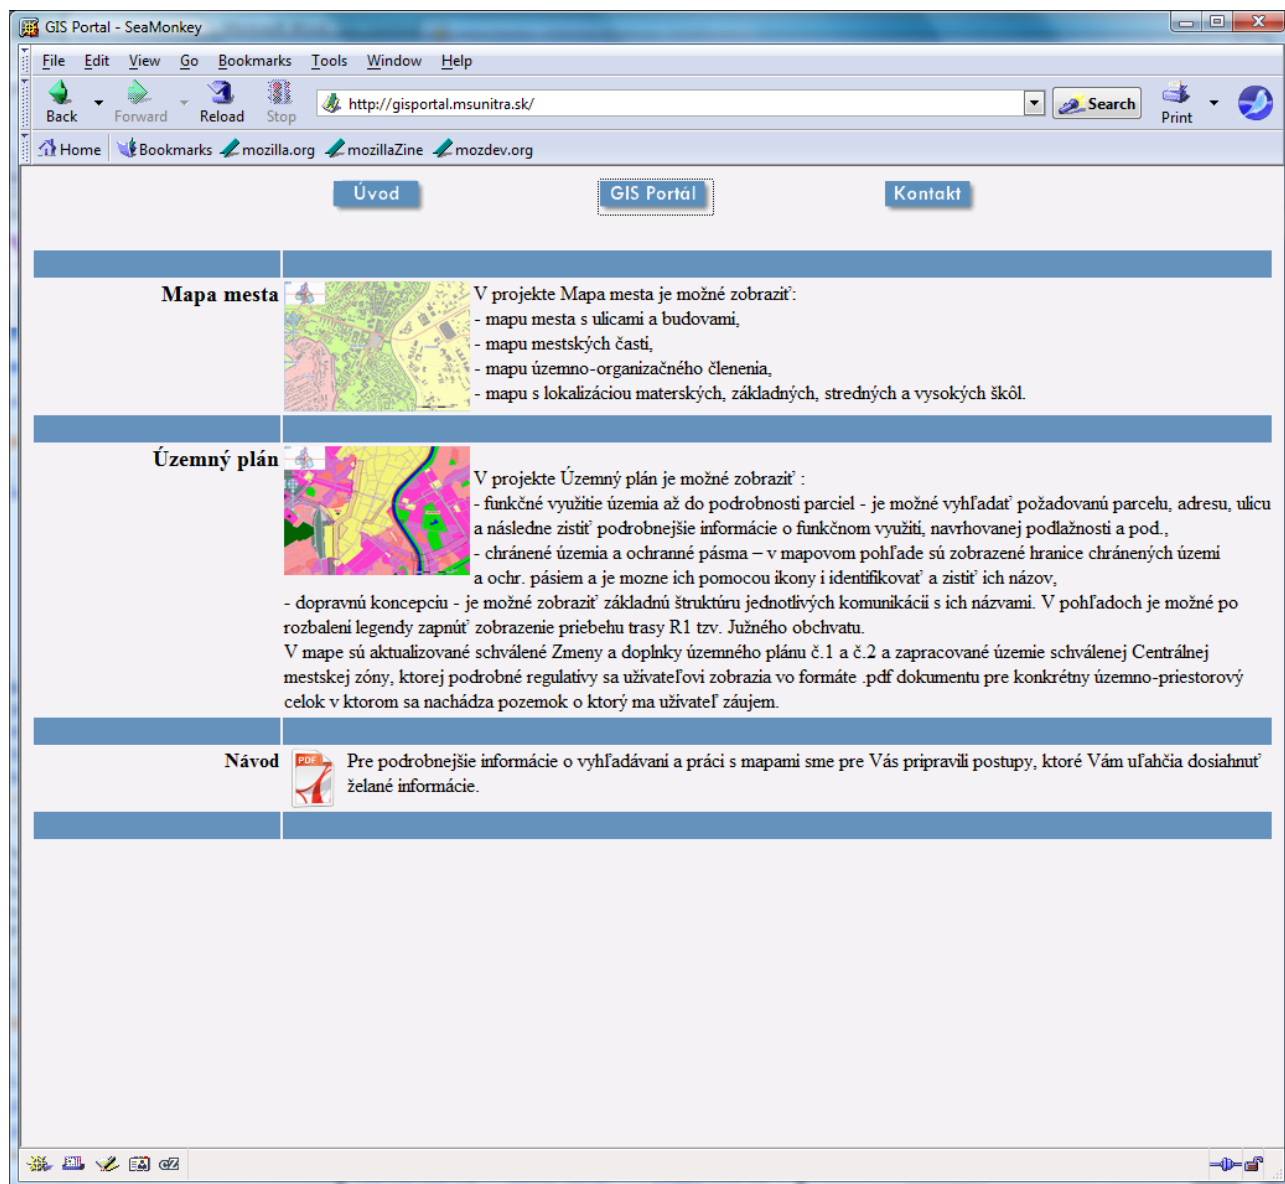 GIS Portal - SeaMonkey
File Edit View Go Bookmarks Tools Window Help
Back Forward Reload Stop http://gisportal.msunitra.sk/ Search Print
Home Bookmarks mozilla.org mozillaZine mozdev.org
Úvod GIS Portál Kontakt
Mapa mesta
V projekte Mapa mesta je možné zobraziť:
- mapu mesta s ulicami a budovami,
- mapu mestských častí,
- mapu územno-organizačného členenia,
- mapu s lokalizáciou materských, základných, stredných a vysokých škôl.
Územný plán
V projekte Územný plán je možné zobraziť :
- funkčné využitie územia až do podrobnosti parciel - je možné vyhľadať požadovanú parcelu, adresu, ulicu
a následne zistiť podrobnejšie informácie o funkčnom využití, navrhovanej podlažnosti a pod.,
- chránené územia a ochranné pásma – v mapovom pohľade sú zobrazené hranice chránených území
a ochr. pásiem a je mozne ich pomocou ikony i identifikovať a zistiť ich názov,
- dopravnú koncepciu - je možné zobraziť základnú štruktúru jednotlivých komunikácií s ich názvami. V pohľadoch je možné po
rozbalení legendy zapnúť zobrazenie priebehu trasy R1 tzv. Južného obchvatu.
V mape sú aktualizované schválené Zmeny a doplnky územného plánu č.1 a č.2 a zapracované územie schválenej Centrálnej
mestskej zóny, ktorej podrobné regulatívy sa užívateľovi zobrazia vo formáte .pdf dokumentu pre konkrétny územno-priestorový
celok v ktorom sa nachádza pozemok o ktorý ma užívateľ záujem.
Návod
PDF
Pre podrobnejšie informácie o vyhľadávaní a práci s mapami sme pre Vás pripravili postupy, ktoré Vám uľahčia dosiahnuť
želané informácie.